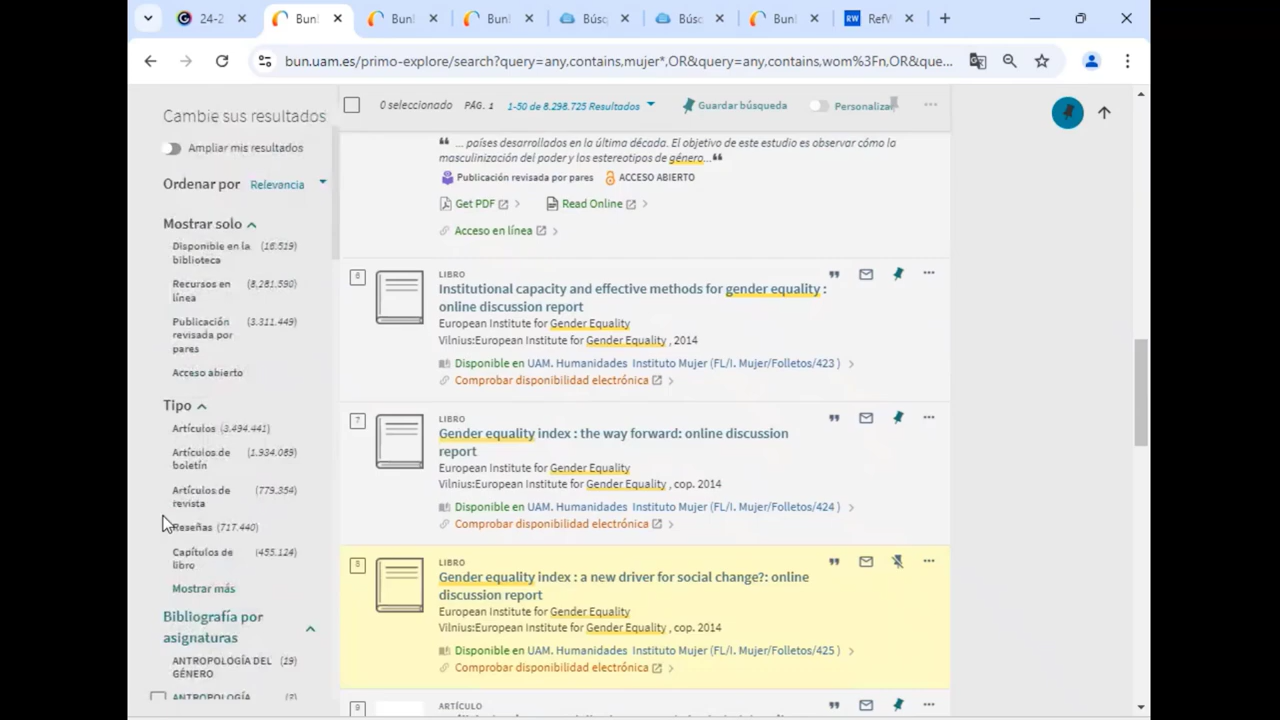 24-2
Bunl
Bunl
Bunl
Búsq
Búsc
Bunl
RW
RefV
bun.uam.es/primo-explore/search?query=any,contains,mujer*,OR&query=any,contains,wom%3Fn,OR&que...
Cambie sus resultados
Ampliar mis resultados
Ordenar por Relevancia
Mostrar solo
Disponible en la (16.519)
biblioteca
Recursos en (8.281.590)
línea
Publicación (3.311.449)
revisada por
pares
Acceso abierto
Tipo
Artículos (3.494.441)
Artículos de (1.934.089)
boletín
Artículos de (779.354)
revista
Reseñas (717.440)
Capítulos de (455.124)
libro
Mostrar más
Bibliografía por
asignaturas
ANTROPOLOGÍA DEL (19)
GÉNERO
ANTROPOLOGÍA
0 seleccionado PÁG. 1 1-50 de 8.298.725 Resultados Guardar búsqueda Personalizar
... países desarrollados en la última década. El objetivo de este estudio es observar cómo la
masculinización del poder y los estereotipos de género...
Publicación revisada por pares ACCESO ABIERTO
Get PDF Read Online
Acceso en línea
6 LIBRO
Institutional capacity and effective methods for gender equality :
online discussion report
European Institute for Gender Equality
Vilnius:European Institute for Gender Equality , 2014
Disponible en UAM. Humanidades Instituto Mujer (FL/I. Mujer/Folletos/423 )
Comprobar disponibilidad electrónica
7 LIBRO
Gender equality index : the way forward: online discussion
report
European Institute for Gender Equality
Vilnius:European Institute for Gender Equality , cop. 2014
Disponible en UAM. Humanidades Instituto Mujer (FL/I. Mujer/Folletos/424 )
Comprobar disponibilidad electrónica
8 LIBRO
Gender equality index : a new driver for social change?: online
discussion report
European Institute for Gender Equality
Vilnius:European Institute for Gender Equality , cop. 2014
Disponible en UAM. Humanidades Instituto Mujer (FL/I. Mujer/Folletos/425 )
Comprobar disponibilidad electrónica
9 ARTÍCULO